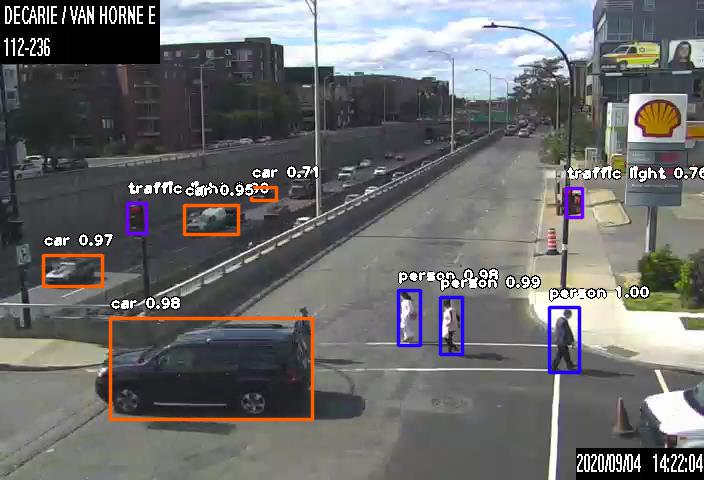 DECARIE / VAN HORNE E
112-236
car 0.71
traffic light 0.76
car 0.95
car 0.97
person 0.98
person 0.99
person 1.00
car 0.98
2020/09/04 14:22:04